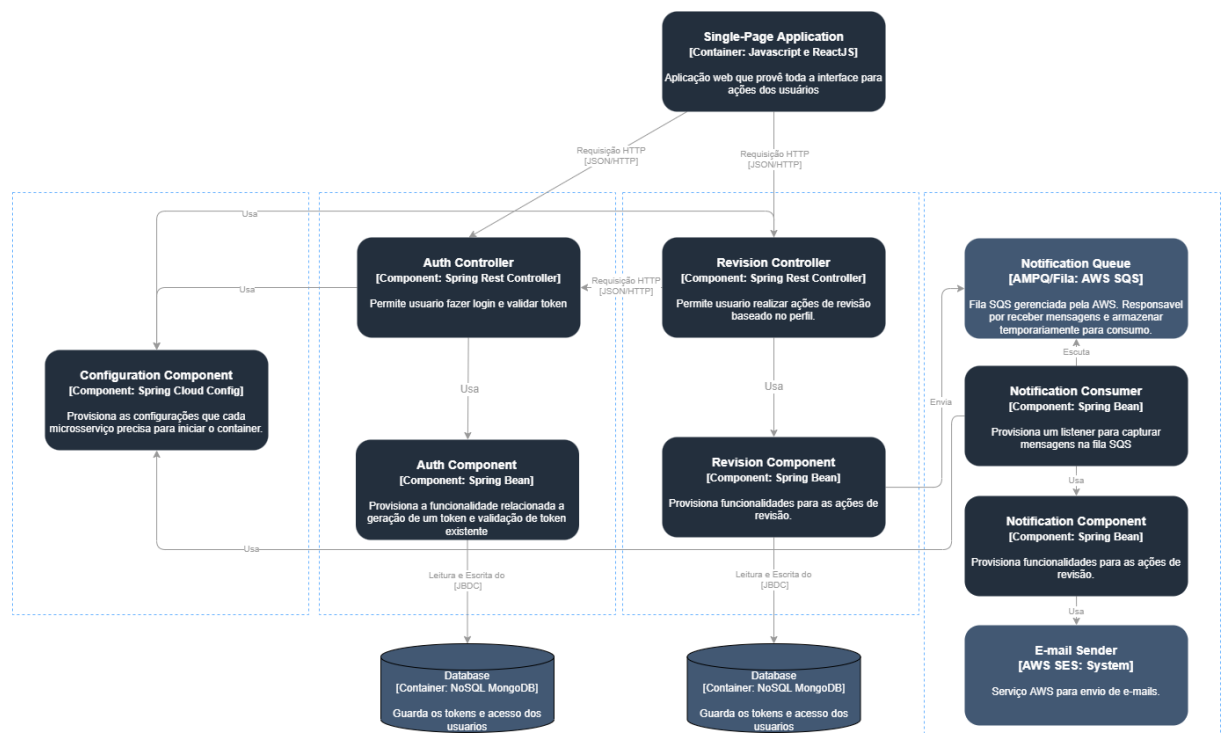 Single-Page Application
[Container: Javascript e ReactJS]
Aplicação web que provê toda a interface para
ações dos usuários
Requisição HTTP
[JSON/HTTP]
Requisição HTTP
[JSON/HTTP]
Usa
Auth Controller
[Component: Spring Rest Controller]
Permite usuario fazer login e validar token
Requisição HTTP
[JSON/HTTP]
Revision Controller
[Component: Spring Rest Controller]
Permite usuario realizar ações de revisão
baseado no perfil.
Notification Queue
[AMPQ/Fila: AWS SQS]
Fila SQS gerenciada pela AWS. Responsavel
por receber mensagens e armazenar
temporariamente para consumo.
Usa
Escuta
Configuration Component
[Component: Spring Cloud Config]
Provisiona as configurações que cada
microsserviço precisa para iniciar o container.
Usa
Usa
Envia
Notification Consumer
[Component: Spring Bean]
Provisiona um listener para capturar
mensagens na fila SQS
Usa
Auth Component
[Component: Spring Bean]
Provisiona a funcionalidade relacionada a
geração de um token e validação de token
existente
Revision Component
[Component: Spring Bean]
Provisiona funcionalidades para as ações de
revisão.
Notification Component
[Component: Spring Bean]
Provisiona funcionalidades para as ações de
revisão.
Usa
Leitura e Escrita do
[JBDC]
Leitura e Escrita do
[JBDC]
Usa
Database
[Container: NoSQL MongoDB]
Guarda os tokens e acesso dos
usuarios
Database
[Container: NoSQL MongoDB]
Guarda os tokens e acesso dos
usuarios
E-mail Sender
[AWS SES: System]
Serviço AWS para envio de e-mails.